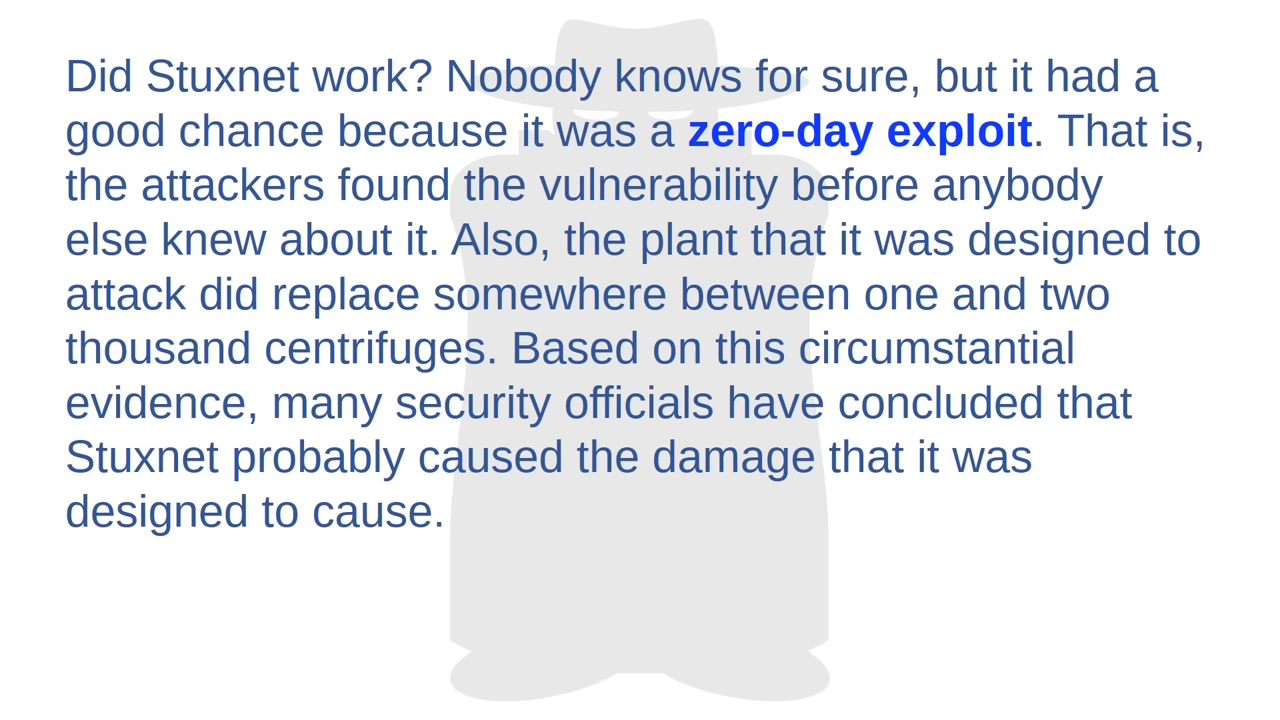 Did Stuxnet work? Nobody knows for sure, but it had a
good chance because it was a zero-day exploit. That is,
the attackers found the vulnerability before anybody
else knew about it. Also, the plant that it was designed to
attack did replace somewhere between one and two
thousand centrifuges. Based on this circumstantial
evidence, many security officials have concluded that
Stuxnet probably caused the damage that it was
designed to cause.